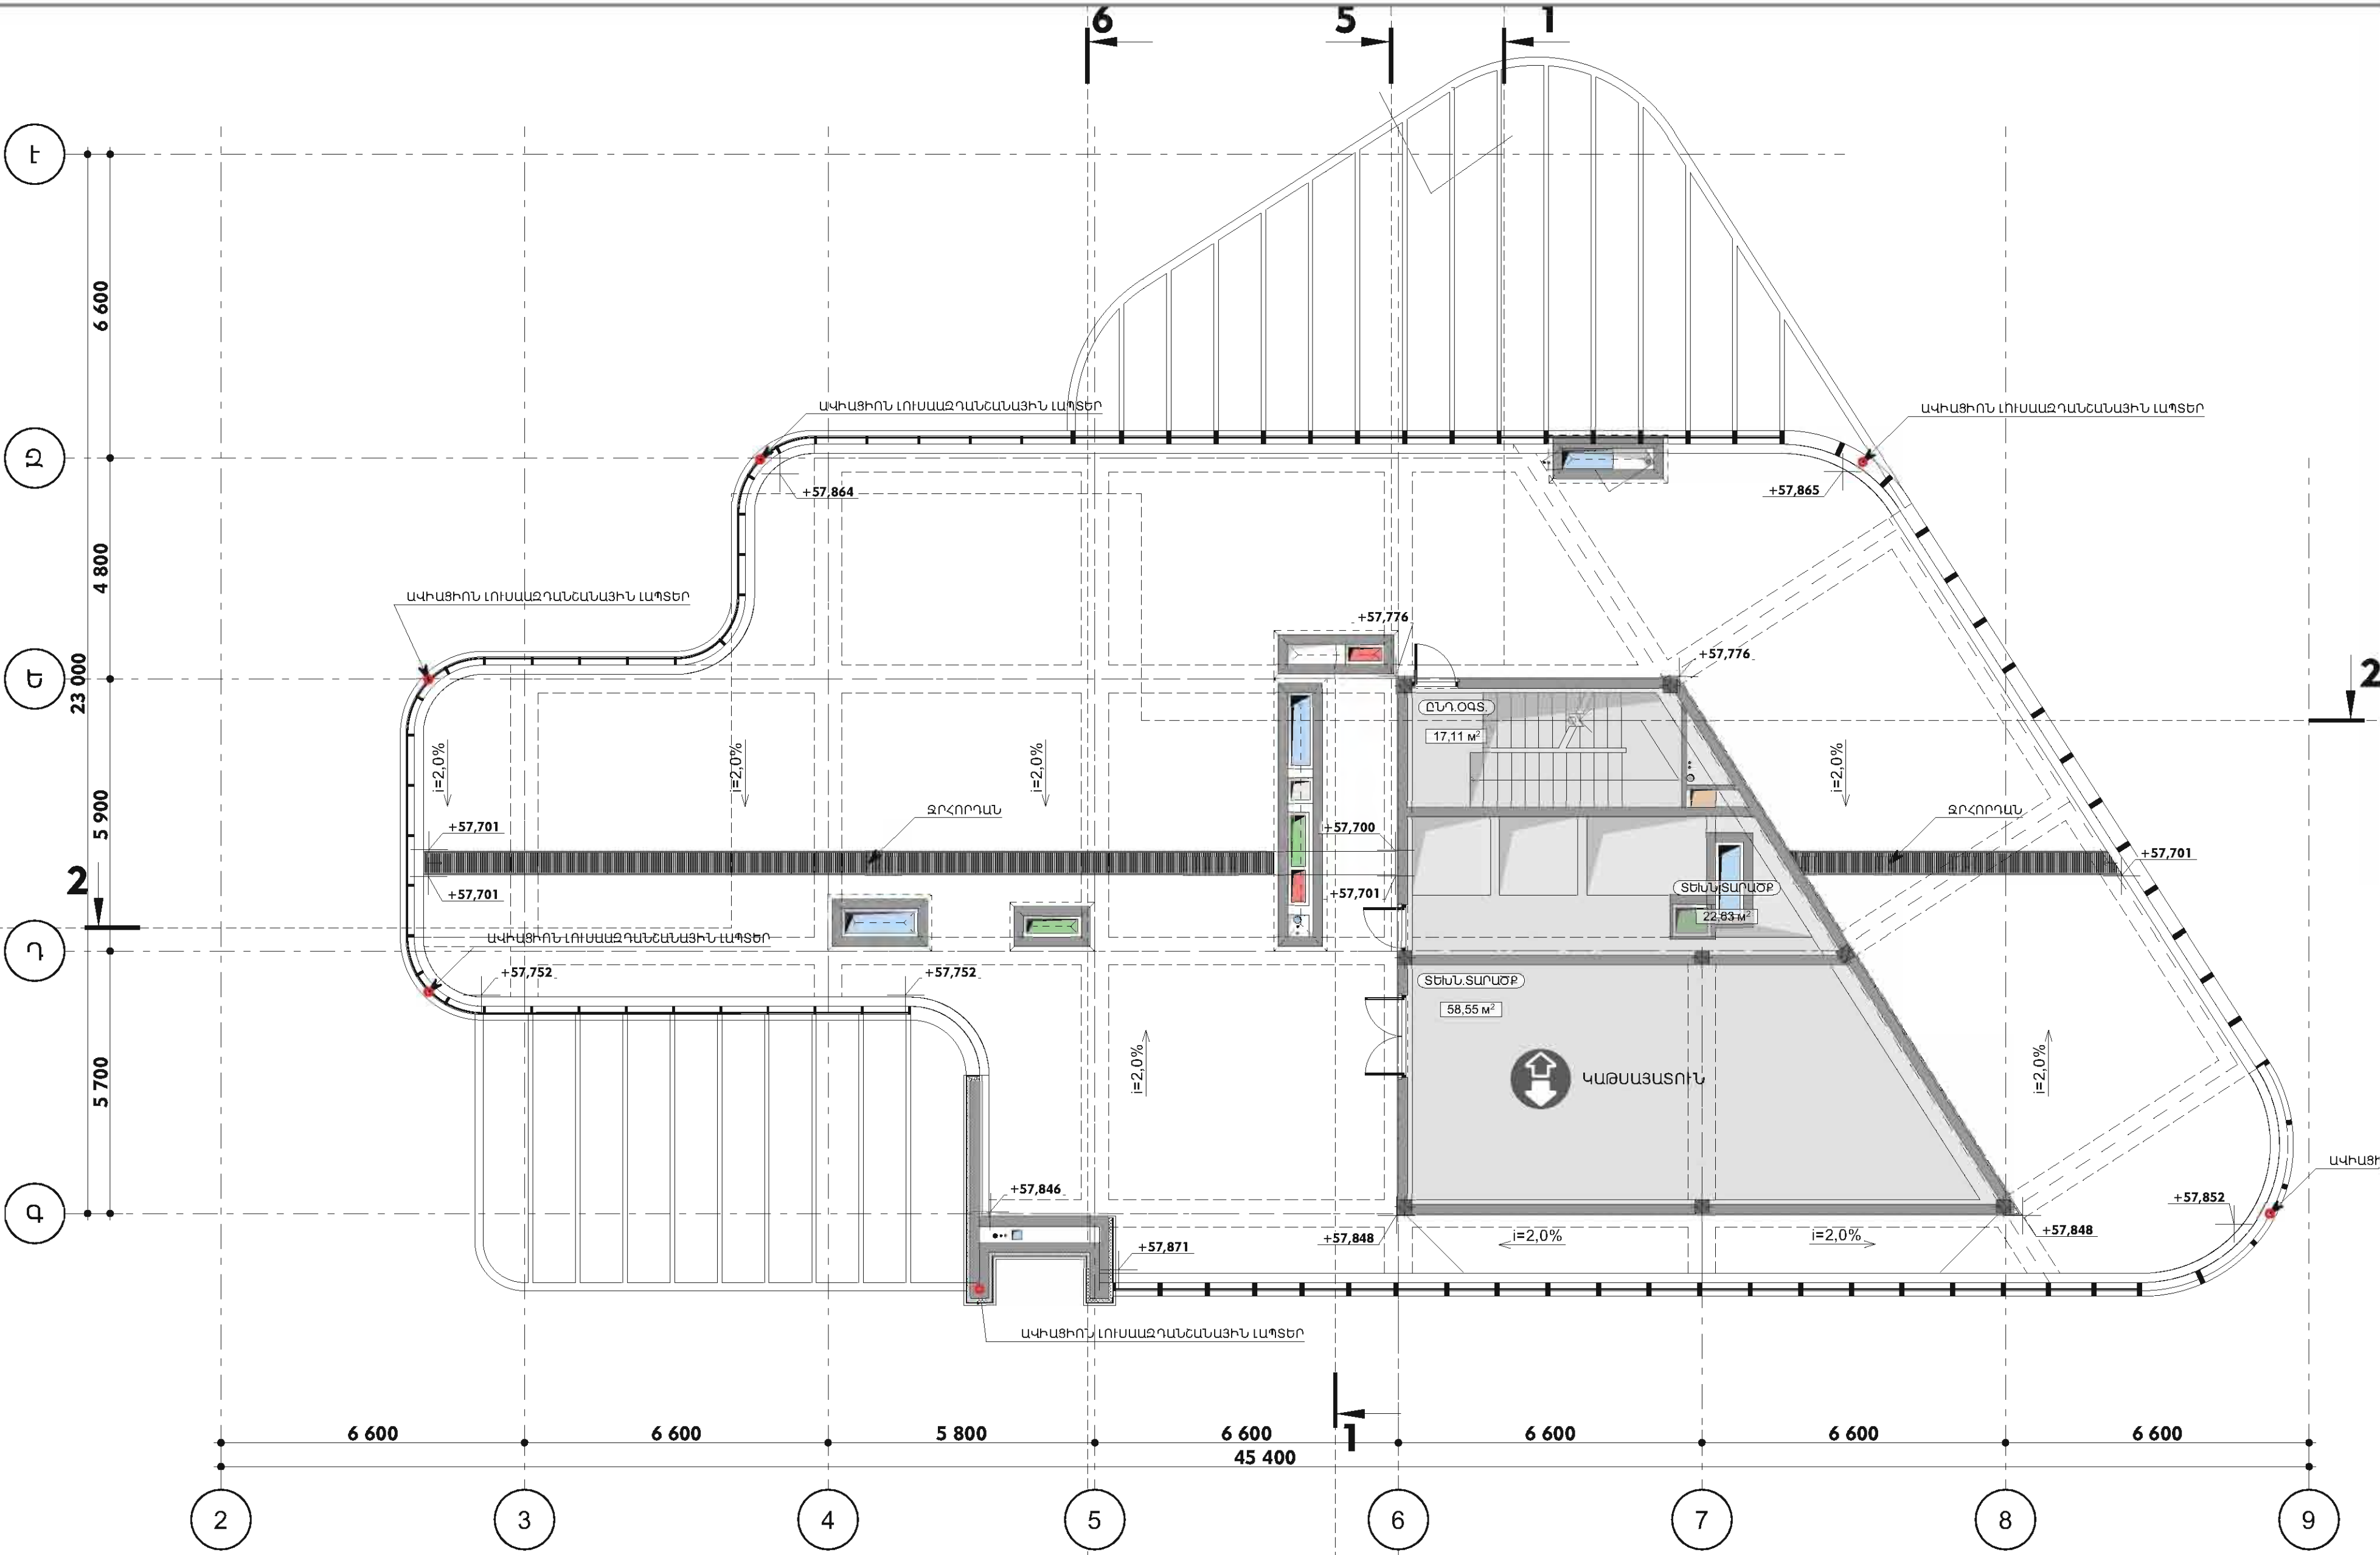 6
5
1
Է
6 600
ԱՎԻԱՑԻՈՆ ԼՈՒՍԱԱԶԴԱՆՇԱՆԱՅԻՆ ԼԱՊՏԵՐ
ԱՎԻԱՑԻՈՆ ԼՈՒՍԱԱԶԴԱՆՇԱՆԱՅԻՆ ԼԱՊՏԵՐ
Զ
+57,864
+57,865
4 800
ԱՎԻԱՑԻՈՆ ԼՈՒՍԱԱԶԴԱՆՇԱՆԱՅԻՆ ԼԱՊՏԵՐ
+57,776
+57,776
Ե
23 000
2
ԸՆԴ.ՕԳՏ.
17,11 м²
i=2,0%
i=2,0%
i=2,0%
i=2,0%
5 900
ՋՐՀՈՐԴԱՆ
ՋՐՀՈՐԴԱՆ
+57,701
+57,700
+57,701
2
+57,701
+57,701
ՏԵԽՆ.ՏԱՐԱԾՔ
22,63 м²
Դ
ԱՎԻԱՑԻՈՆ ԼՈՒՍԱԱԶԴԱՆՇԱՆԱՅԻՆ ԼԱՊՏԵՐ
+57,752
+57,752
ՏԵԽՆ.ՏԱՐԱԾՔ
58,55 м²
5 700
i=2,0%
i=2,0%
ԿԱԹՍԱՅԱՏՈՒՆ
ԱՎԻԱՑԻ
Գ
+57,846
+57,852
+57,848
+57,848
+57,871
i=2,0%
i=2,0%
ԱՎԻԱՑԻՈՆ ԼՈՒՍԱԱԶԴԱՆՇԱՆԱՅԻՆ ԼԱՊՏԵՐ
1
6 600
6 600
5 800
6 600
6 600
6 600
6 600
45 400
2
3
4
5
6
7
8
9